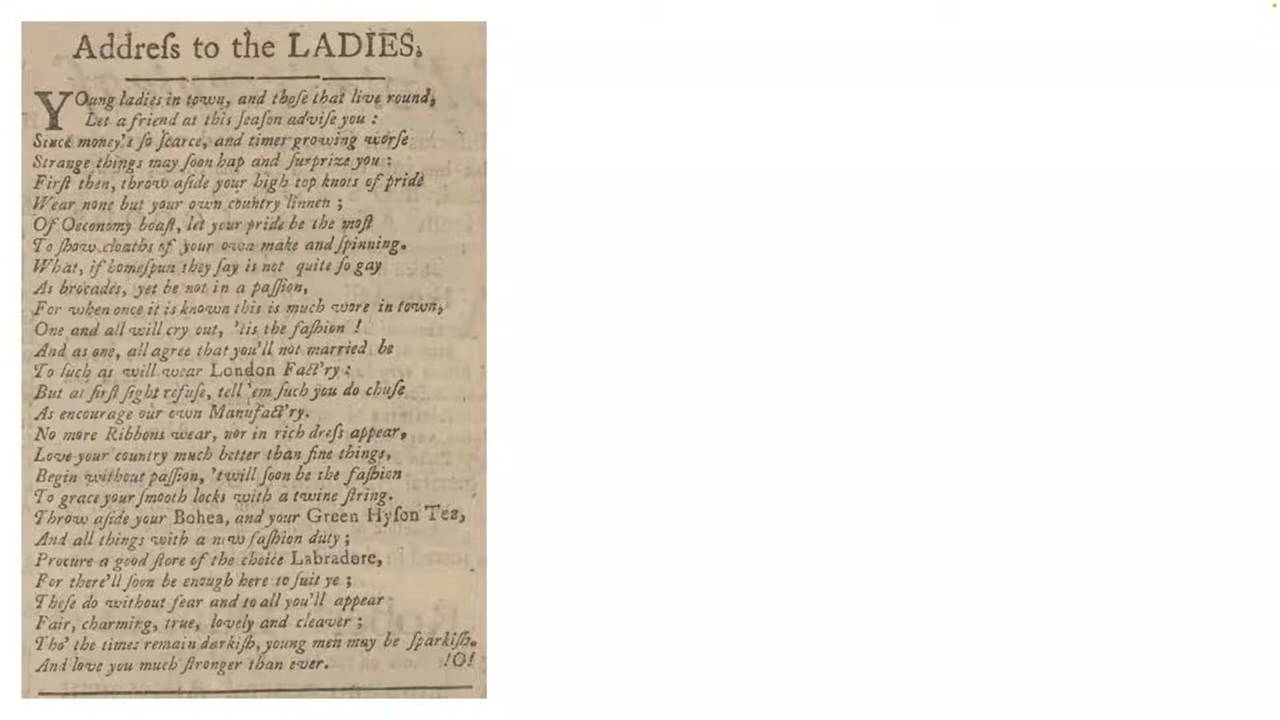 Addreſs to the LADIES.
YOung ladies in town, and thoſe that live round,
Let a friend at this ſeaſon adviſe you :
Since money's ſo ſcarce, and times growing worſe
Strange things may ſoon hap and ſurprize you :
Firſt then, throw aſide your high top knots of pride
Wear none but your own country linnen ;
Of Oeconomy boaſt, let your pride be the moſt
To ſhow cloaths of your own make and ſpinning.
What, if homeſpun they ſay is not quite ſo gay
As brocades, yet be not in a paſſion,
For when once it is known this is much wore in town,
One and all will cry out, 'tis the faſhion !
And as one, all agree that you'll not married be
To ſuch as will wear London Fact'ry :
But at firſt ſight refuſe, tell 'em ſuch you do chuſe
As encourage our own Manufact'ry.
No more Ribbons wear, nor in rich dreſs appear,
Love your country much better than fine things,
Begin without paſſion, 'twill ſoon be the faſhion
To grace your ſmooth locks with a twine ſtring.
Throw aſide your Bohea, and your Green Hyſon Tea,
And all things with a new faſhion duty ;
Procure a good ſtore of the choice Labradore,
For there'll ſoon be enough here to ſuit ye ;
Theſe do without fear and to all you'll appear
Fair, charming, true, lovely and cleaver ;
Tho' the times remain darkiſh, young men may be ſparkiſh.
And love you much ſtronger than ever. !O!